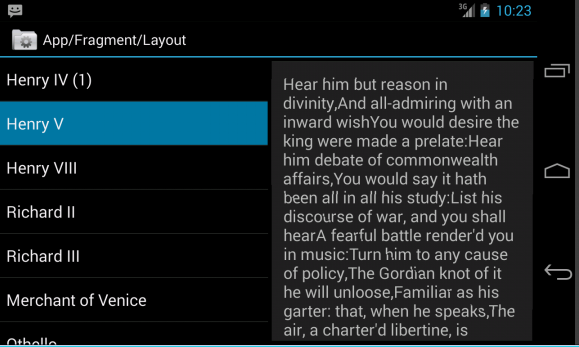 3G 10:23
App/Fragment/Layout
Henry IV (1)
Henry V
Henry VIII
Richard II
Richard III
Merchant of Venice
Othello
Hear him but reason in
divinity,And all-admiring with an
inward wishYou would desire the
king were made a prelate:Hear
him debate of commonwealth
affairs,You would say it hath
been all in all his study:List his
discourse of war, and you shall
hearA fearful battle render'd you
in music:Turn him to any cause
of policy,The Gordian knot of it
he will unloose,Familiar as his
garter: that, when he speaks,The
air, a charter'd libertine, is